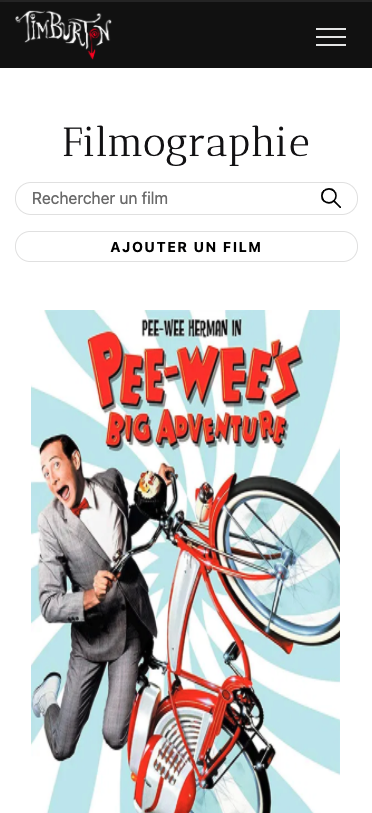 TIMBURTON
Filmographie
Rechercher un film
AJOUTER UN FILM
PEE-WEE HERMAN IN
PEE-WEE'S
BIG ADVENTURE